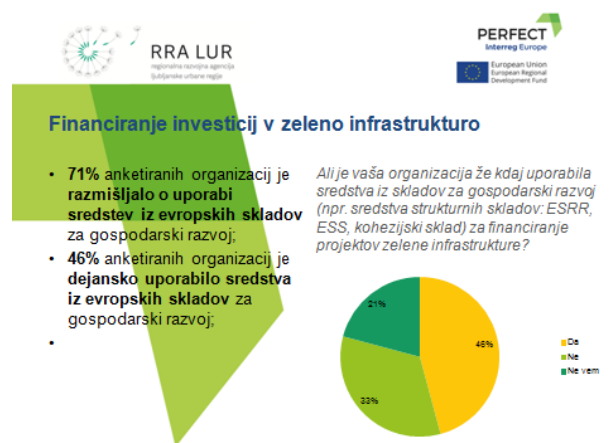 RRA LUR
regionalna razvojna agencija
ljubljanske urbane regije
PERFECT
Interreg Europe
European Union
European Regional
Development Fund
Financiranje investicij v zeleno infrastrukturo
• 71% anketiranih organizacij je
razmišljalo o uporabi
sredstev iz evropskih skladov
za gospodarski razvoj;
• 46% anketiranih organizacij je
dejansko uporabilo sredstva
iz evropskih skladov za
gospodarski razvoj;
•
Ali je vaša organizacija že kdaj uporabila
sredstva iz skladov za gospodarski razvoj
(npr. sredstva strukturnih skladov: ESRR,
ESS, kohezijski sklad) za financiranje
projektov zelene infrastrukture?
21%
46%
33%
Da
Ne
Ne vem